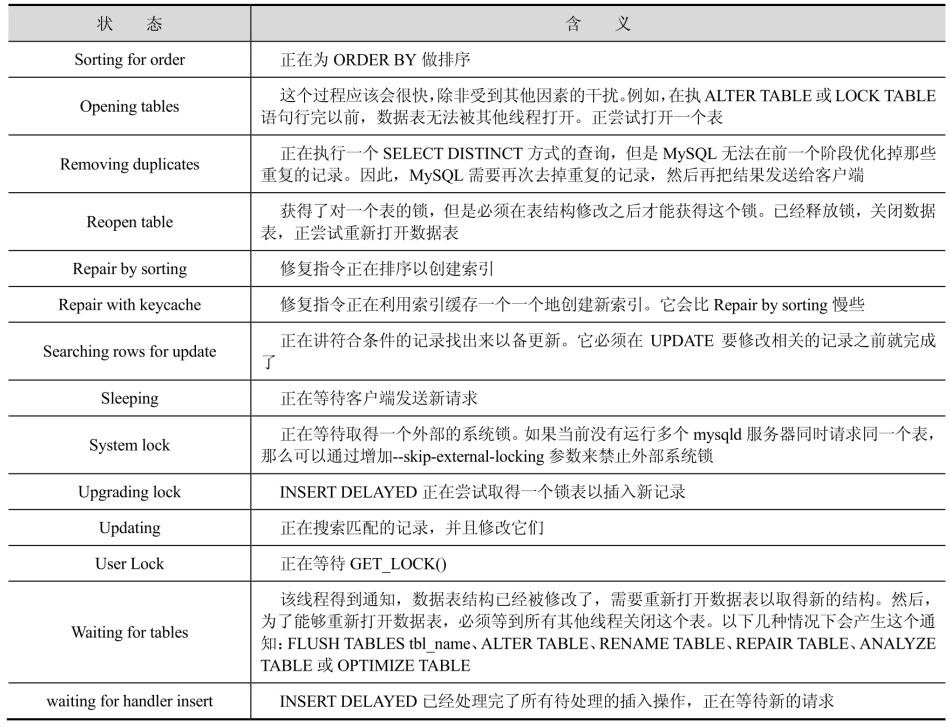 状 态 含 义
Sorting for order 正在为 ORDER BY 做排序
Opening tables 这个过程应该会很快，除非受到其他因素的干扰。例如，在执 ALTER TABLE 或 LOCK TABLE
语句行完以前，数据表无法被其他线程打开。正尝试打开一个表
Removing duplicates 正在执行一个 SELECT DISTINCT 方式的查询，但是 MySQL 无法在前一个阶段优化掉那些
重复的记录。因此，MySQL 需要再次去掉重复的记录，然后再把结果发送给客户端
Reopen table 获得了对一个表的锁，但是必须在表结构修改之后才能获得这个锁。已经释放锁，关闭数据
表，正尝试重新打开数据表
Repair by sorting 修复指令正在排序以创建索引
Repair with keycache 修复指令正在利用索引缓存一个一个地创建新索引。它会比 Repair by sorting 慢些
Searching rows for update 正在讲符合条件的记录找出来以备更新。它必须在 UPDATE 要修改相关的记录之前就完成
了
Sleeping 正在等待客户端发送新请求
System lock 正在等待取得一个外部的系统锁。如果当前没有运行多个 mysqld 服务器同时请求同一个表，
那么可以通过增加--skip-external-locking 参数来禁止外部系统锁
Upgrading lock INSERT DELAYED 正在尝试取得一个锁表以插入新记录
Updating 正在搜索匹配的记录，并且修改它们
User Lock 正在等待 GET_LOCK()
Waiting for tables 该线程得到通知，数据表结构已经被修改了，需要重新打开数据表以取得新的结构。然后，
为了能够重新打开数据表，必须等到所有其他线程关闭这个表。以下几种情况下会产生这个通
知：FLUSH TABLES tbl_name、ALTER TABLE、RENAME TABLE、REPAIR TABLE、ANALYZE
TABLE 或 OPTIMIZE TABLE
waiting for handler insert INSERT DELAYED 已经处理完了所有待处理的插入操作，正在等待新的请求